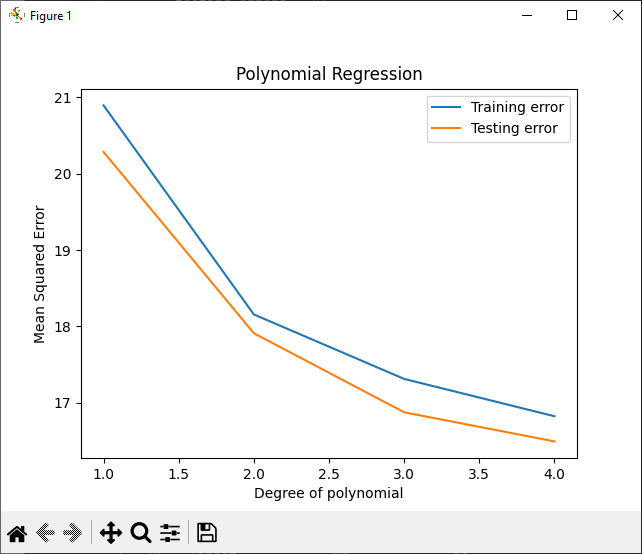 Figure 1
Polynomial Regression
Training error
Testing error
21
20
19
18
17
Mean Squared Error
1.0 1.5 2.0 2.5 3.0 3.5 4.0
Degree of polynomial